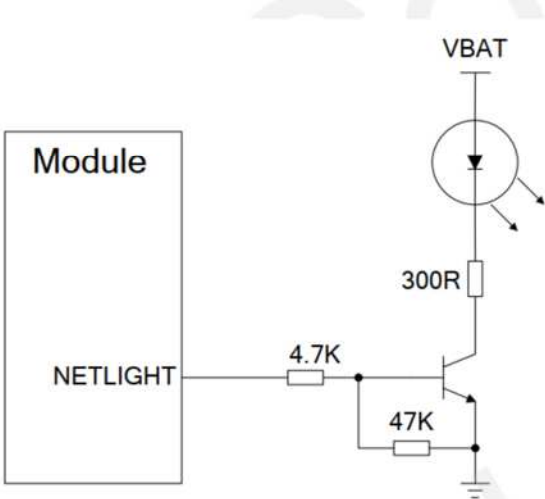 VBAT
Module
300R
4.7K
NETLIGHT
47K